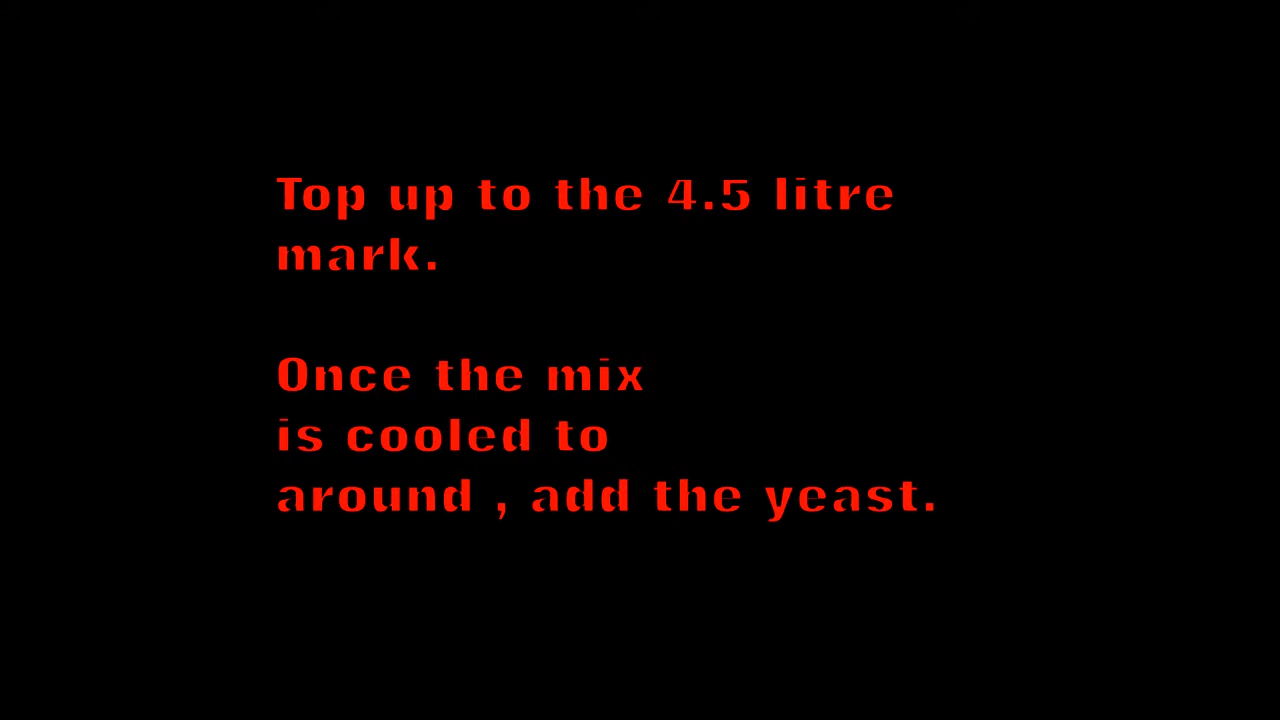 Top up to the 4.5 litre
mark.
Once the mix
is cooled to
around , add the yeast.